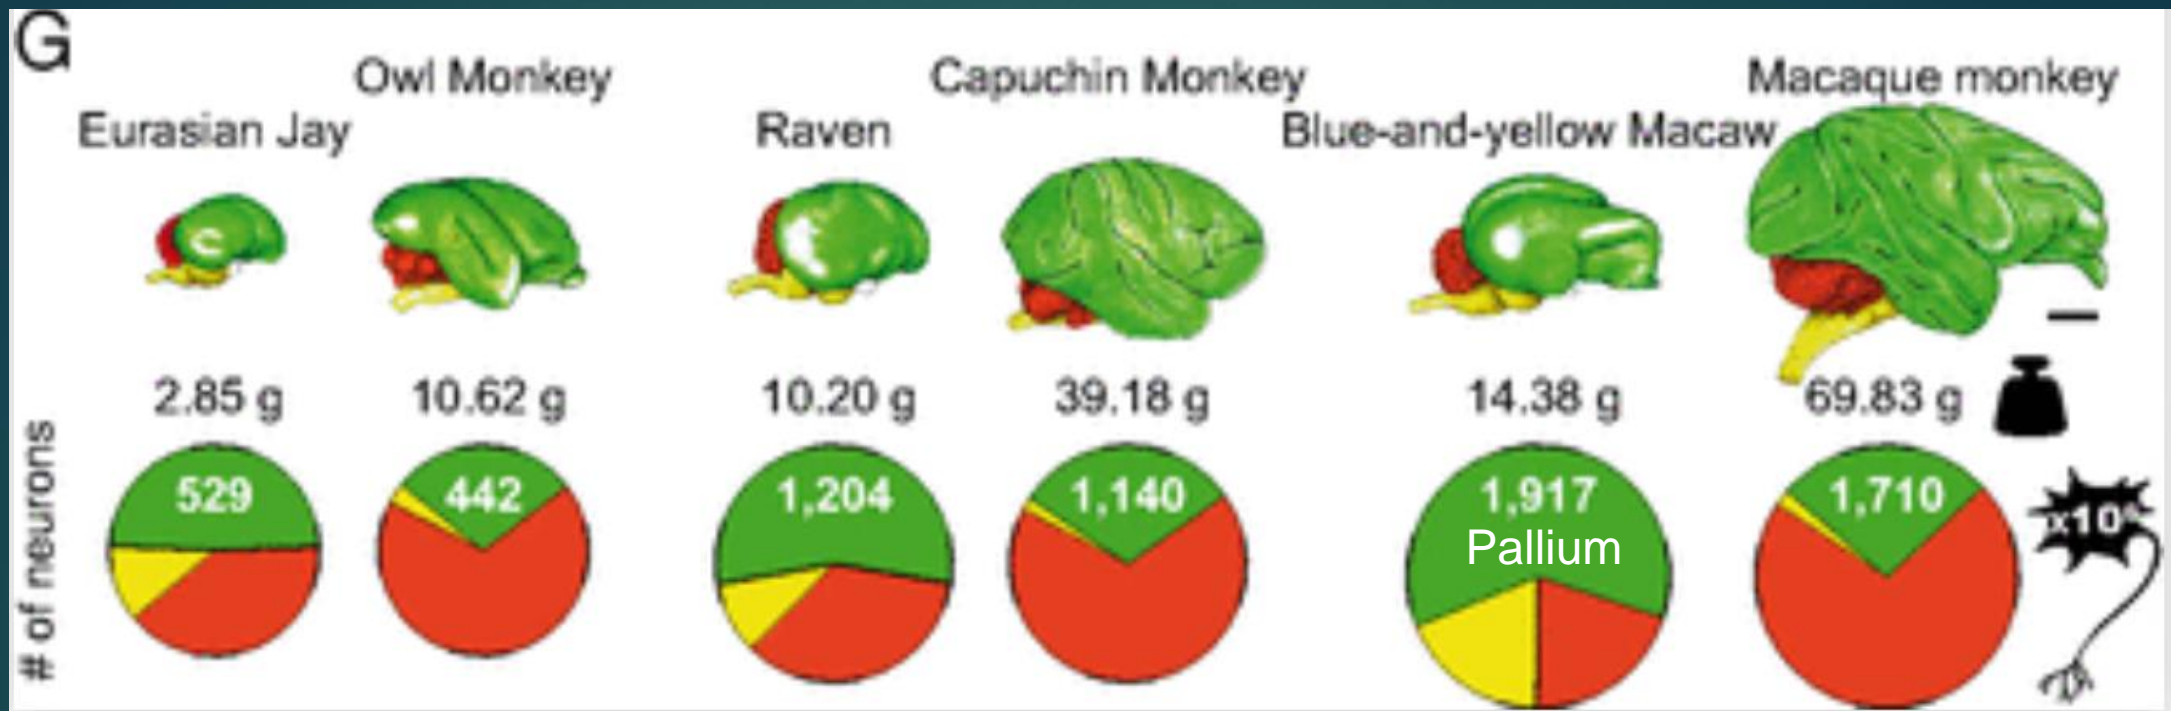 G
Owl Monkey
Capuchin Monkey
Macaque monkey
Eurasian Jay
Raven
Blue-and-yellow Macaw
2.85 g
10.62 g
10.20 g
39.18 g
14.38 g
69.83 g
# of neurons
529
442
1,204
1,140
1,917
Pallium
1,710